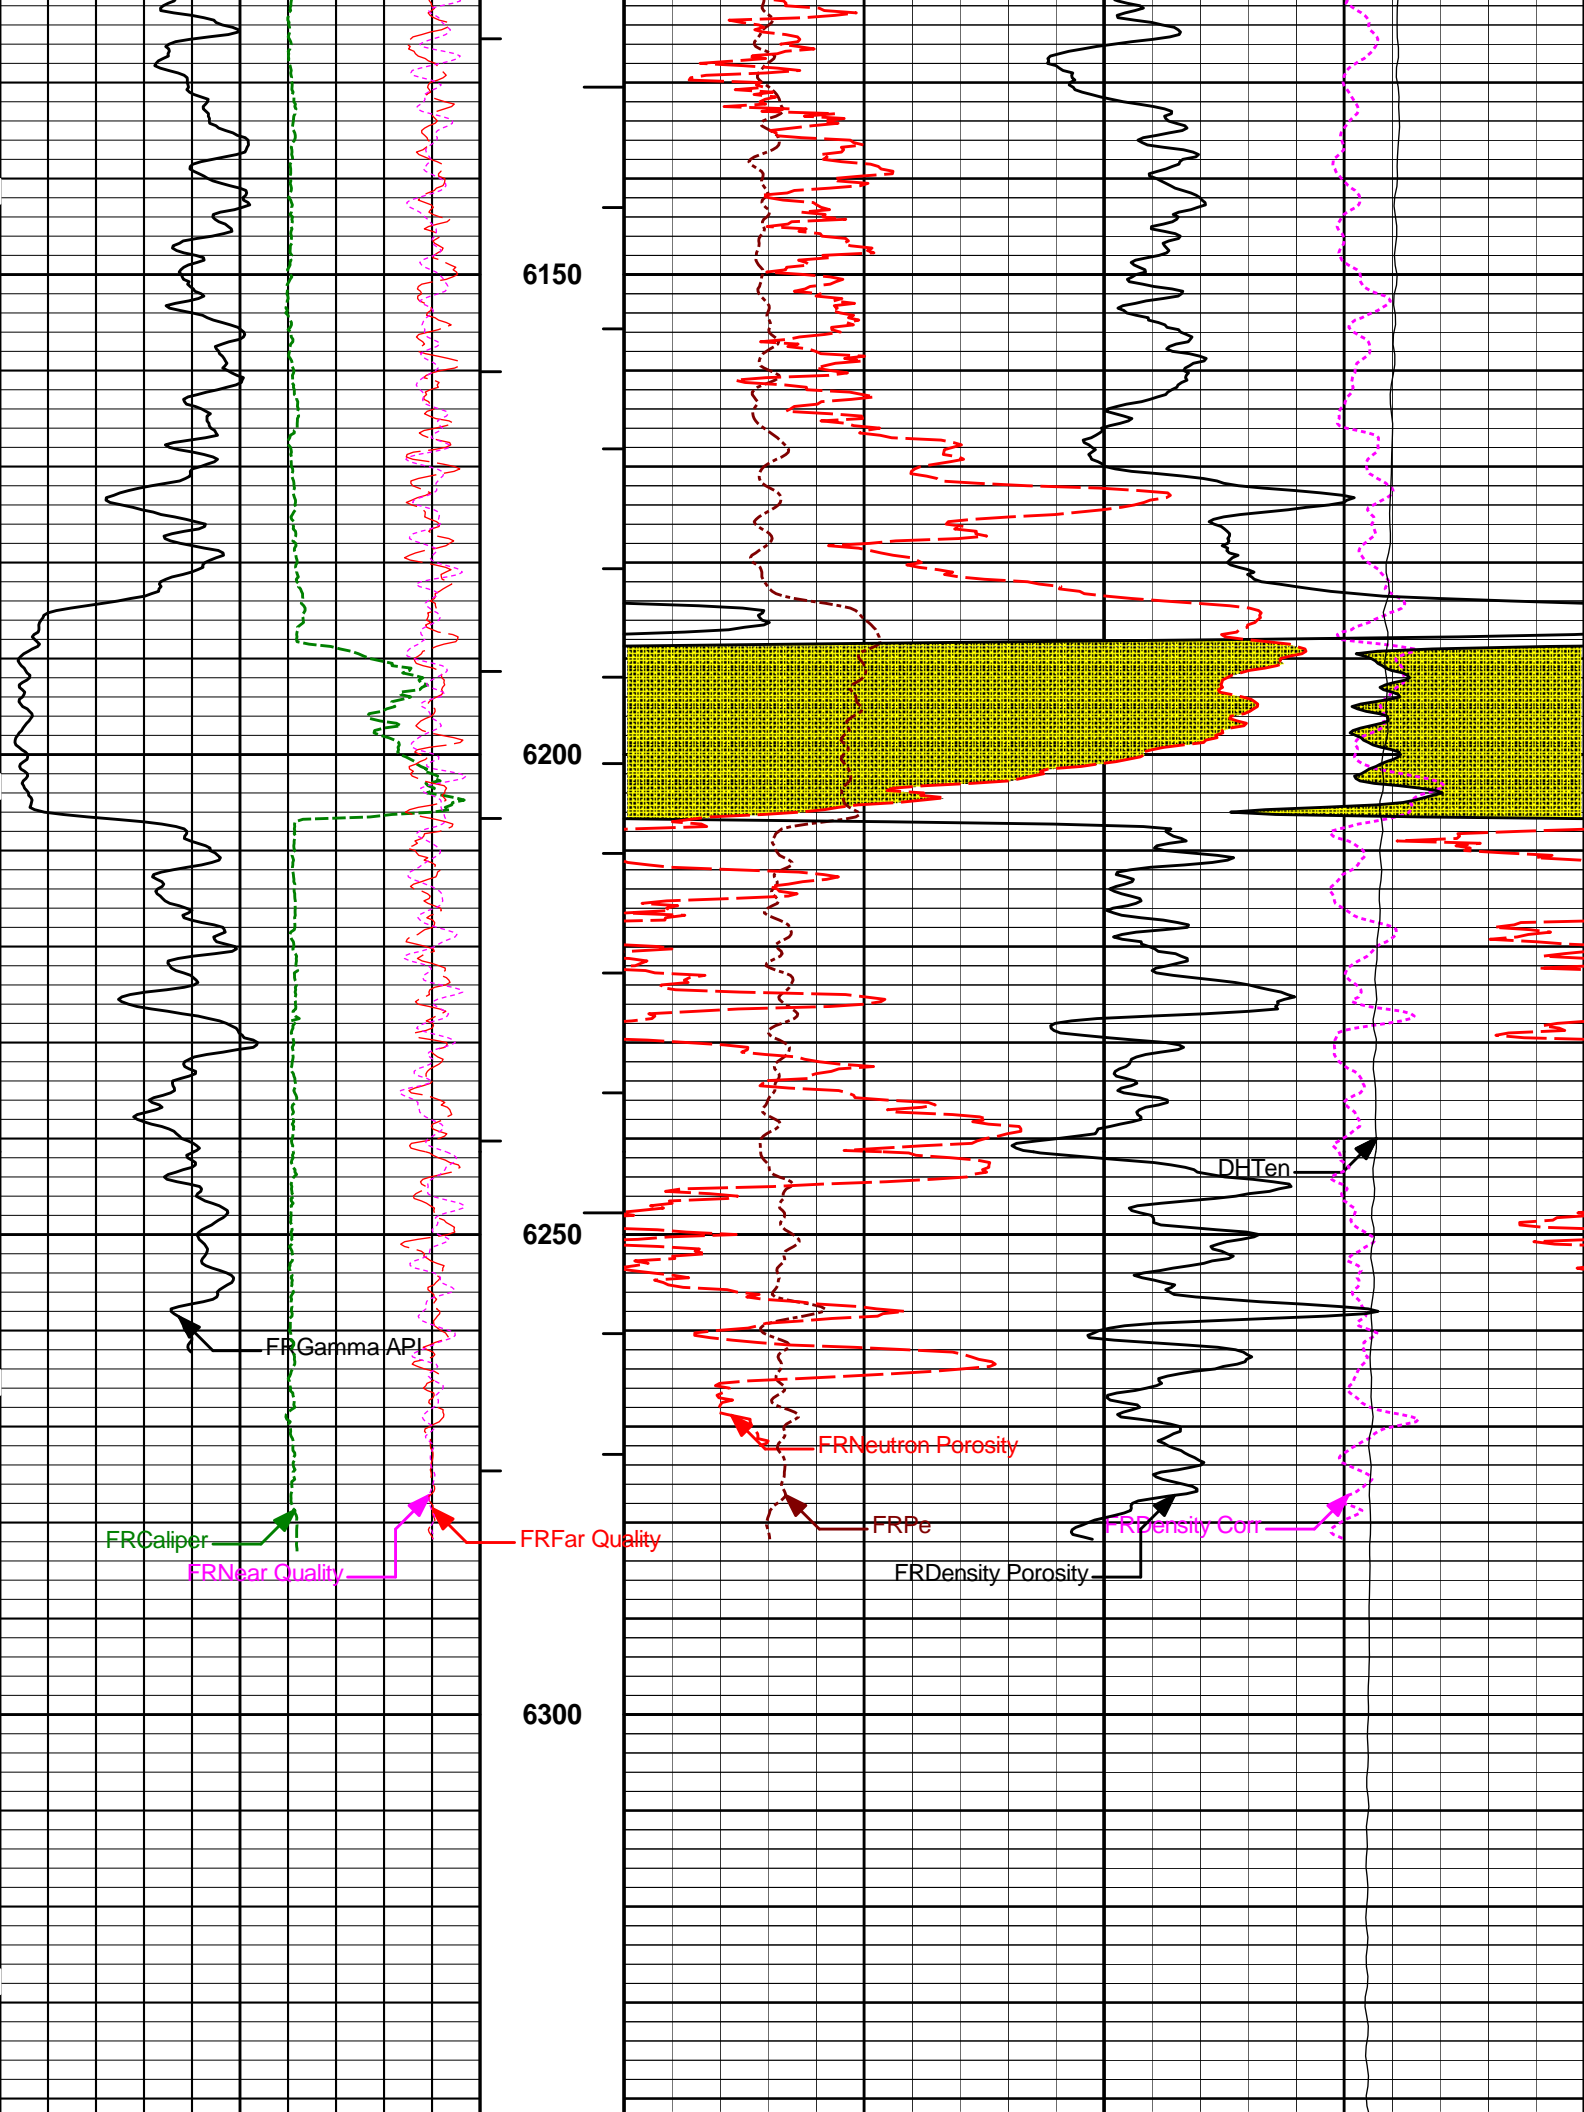 6150
6200
DHTen
6250
FRGamma API
FRNeutron Porosity
FRCaliper
FRFar Quality
FRPe
FRDensity Corr
FRNear Quality
FRDensity Porosity
6300